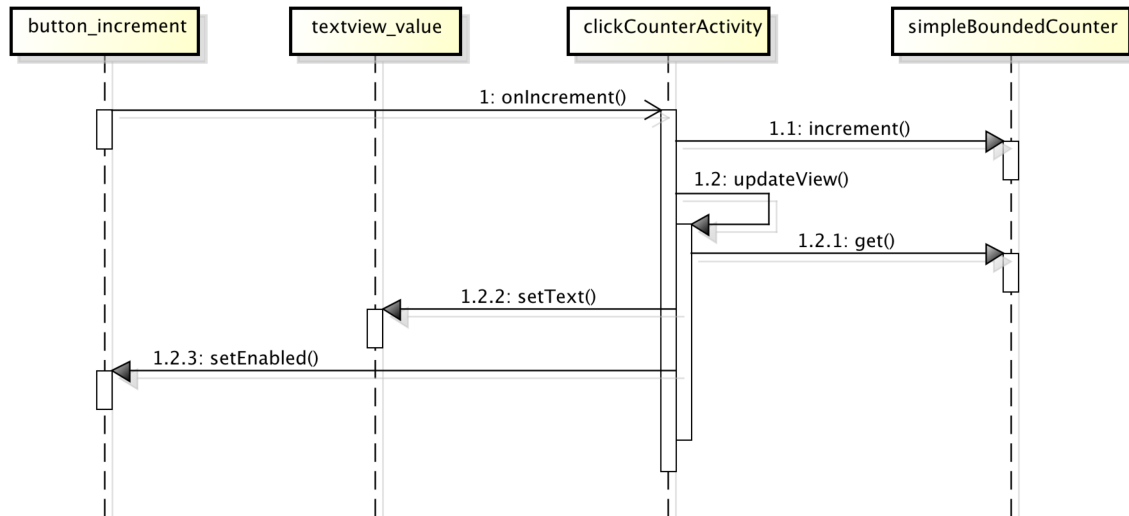 button_increment
textview_value
clickCounterActivity
simpleBoundedCounter
1: onIncrement()
1.1: increment()
1.2: updateView()
1.2.1: get()
1.2.2: setText()
1.2.3: setEnabled()